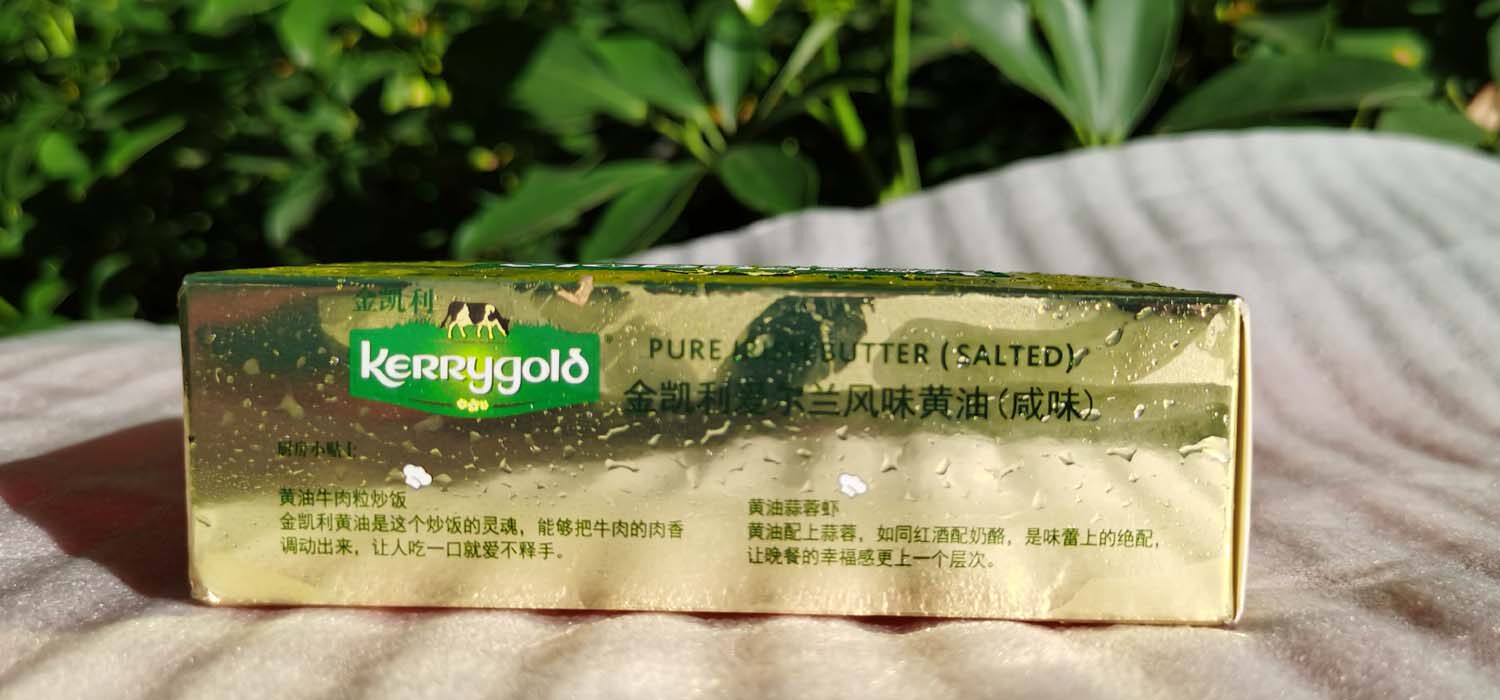 金凯利
Kerrygold
PURE IRISH BUTTER (SALTED)
金凯利爱尔兰风味黄油(咸味)
厨房小贴士
黄油牛肉粒炒饭
金凯利黄油是这个炒饭的灵魂，能够把牛肉的肉香
调动出来，让人吃一口就爱不释手。
黄油蒜蓉虾
黄油配上蒜蓉，如同红酒配奶酪，是味蕾上的绝配，
让晚餐的幸福感更上一个层次。